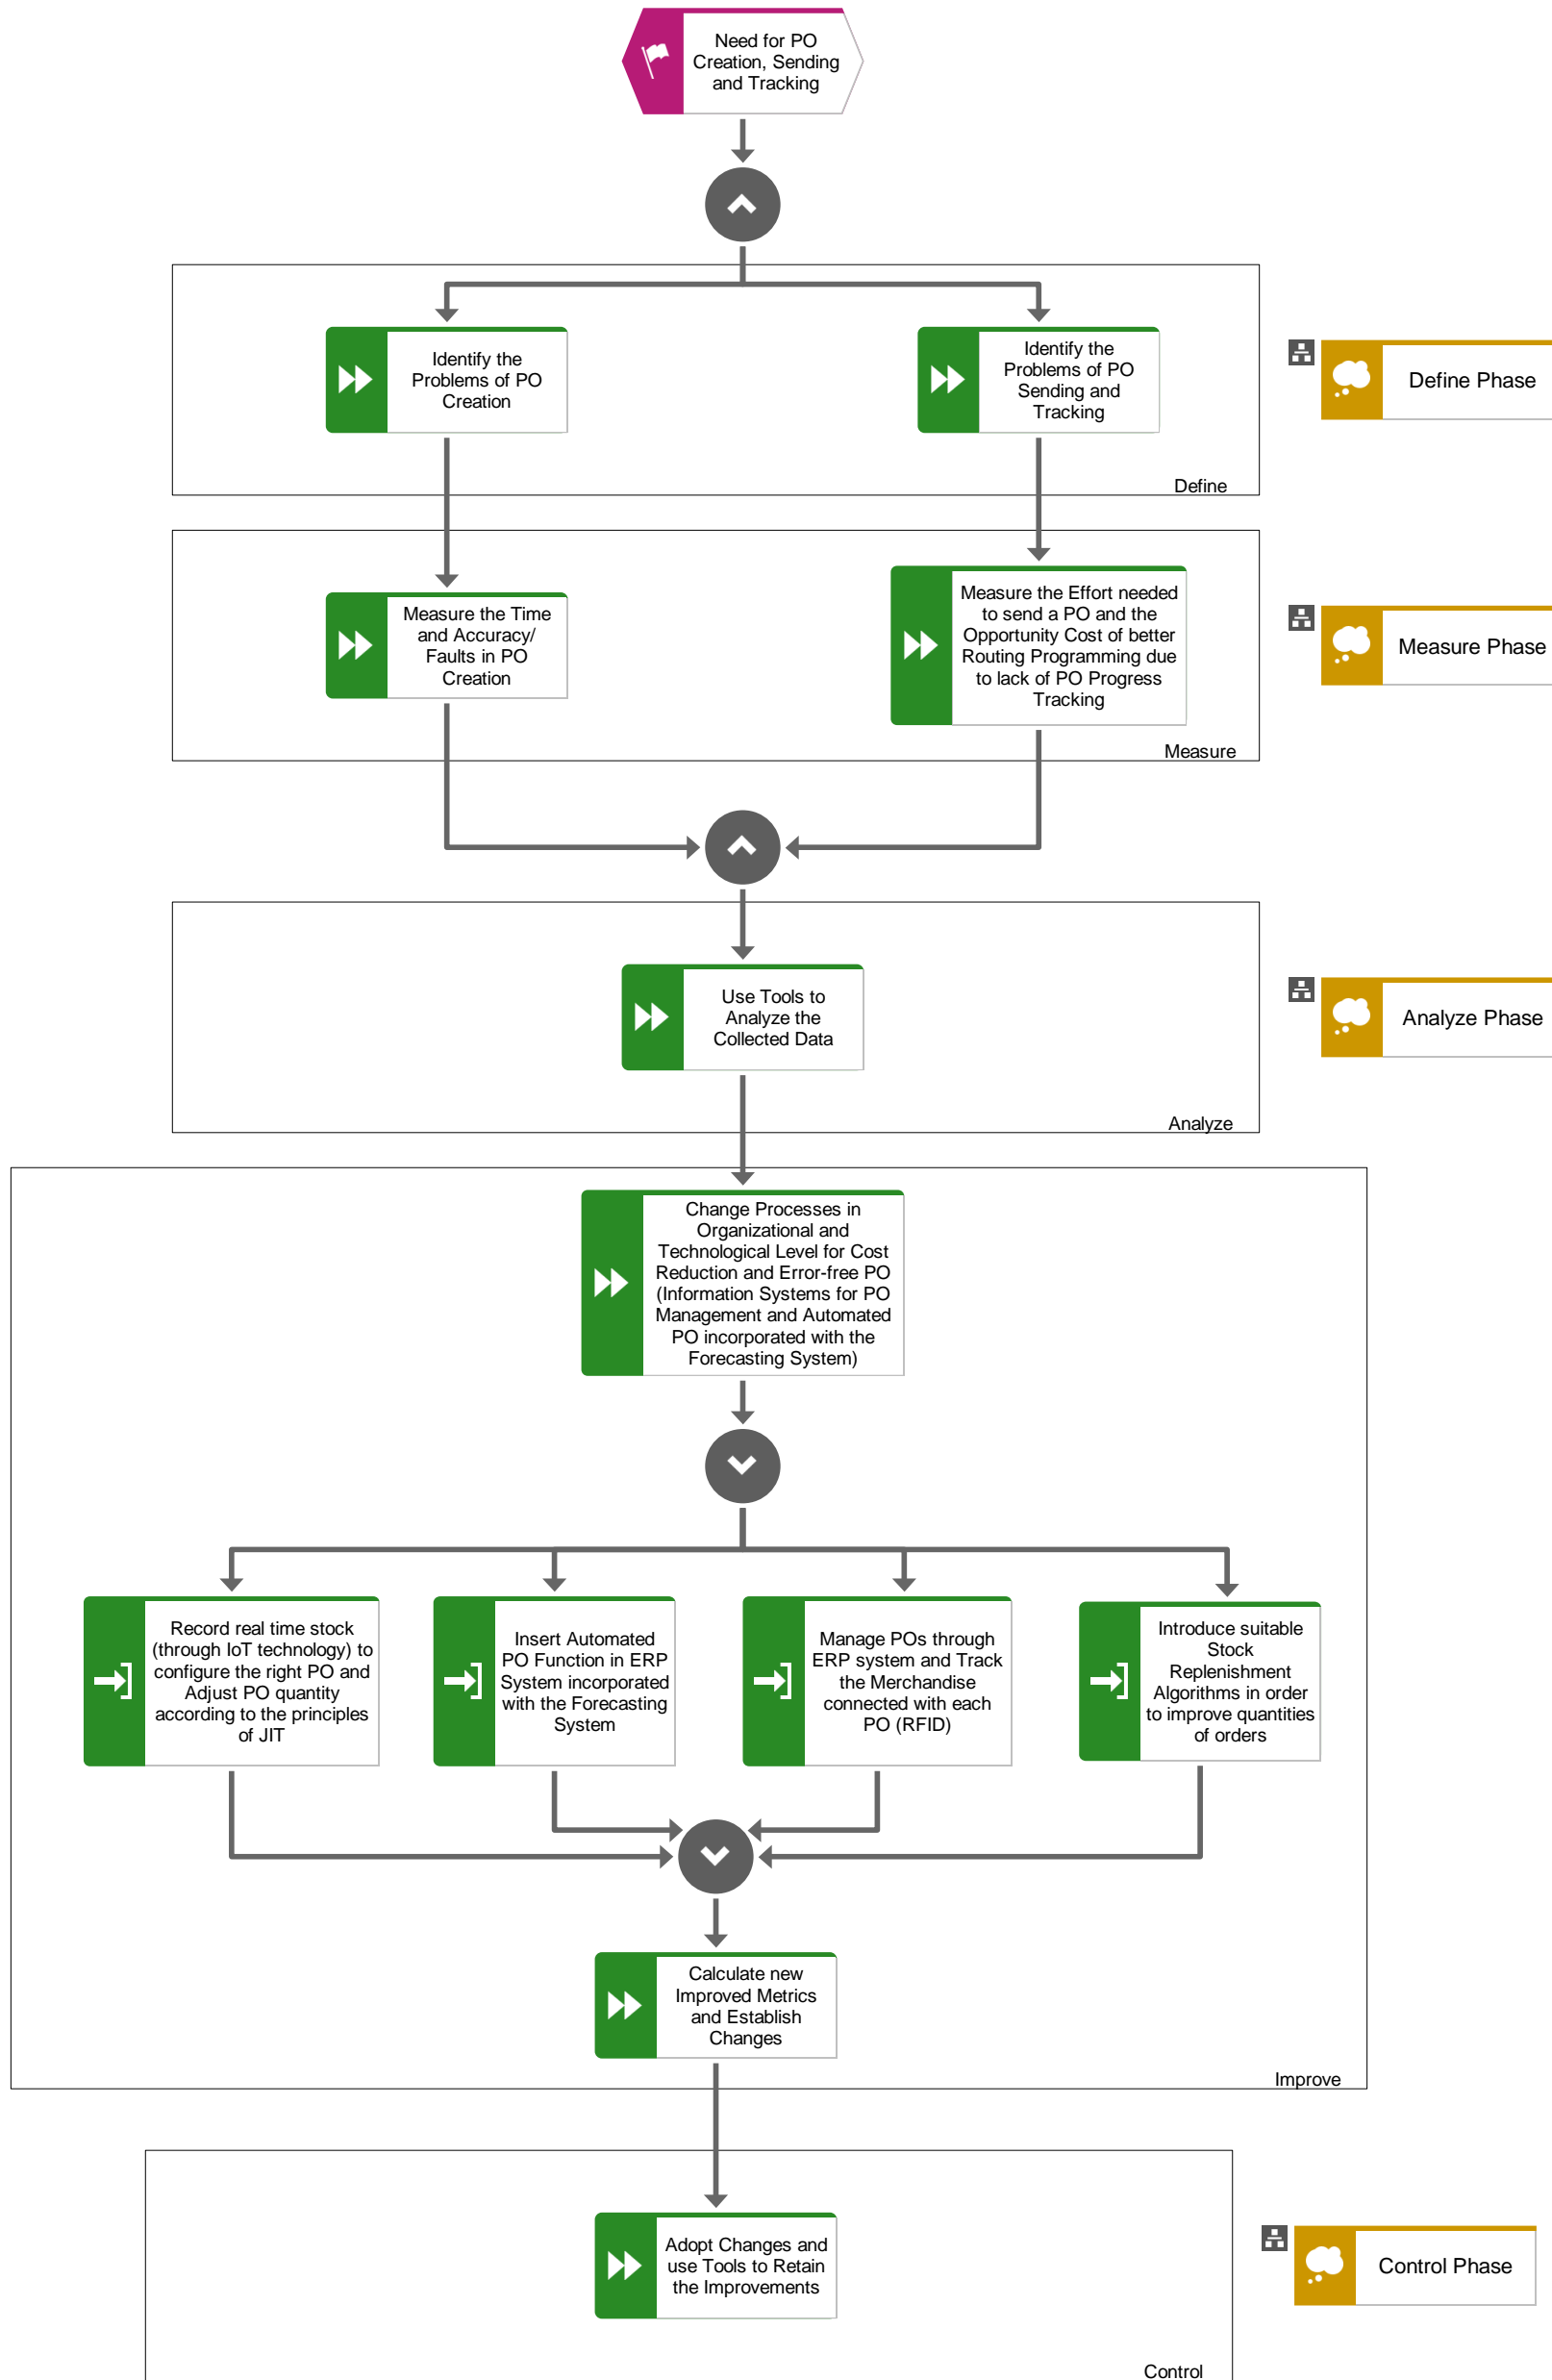 Need for PO
Creation, Sending
and Tracking
Identify the
Problems of PO
Creation
Identify the
Problems of PO
Sending and
Tracking
Define Phase
Define
Measure the Time
and Accuracy/
Faults in PO
Creation
Measure the Effort needed
to send a PO and the
Opportunity Cost of better
Routing Programming due
to lack of PO Progress
Tracking
Measure Phase
Measure
Use Tools to
Analyze the
Collected Data
Analyze Phase
Analyze
Change Processes in
Organizational and
Technological Level for Cost
Reduction and Error-free PO
(Information Systems for PO
Management and Automated
PO incorporated with the
Forecasting System)
Record real time stock
(through IoT technology) to
configure the right PO and
Adjust PO quantity
according to the principles
of JIT
Insert Automated
PO Function in ERP
System incorporated
with the Forecasting
System
Manage POs through
ERP system and Track
the Merchandise
connected with each
PO (RFID)
Introduce suitable
Stock
Replenishment
Algorithms in order
to improve quantities
of orders
Calculate new
Improved Metrics
and Establish
Changes
Improve
Adopt Changes and
use Tools to Retain
the Improvements
Control Phase
Control